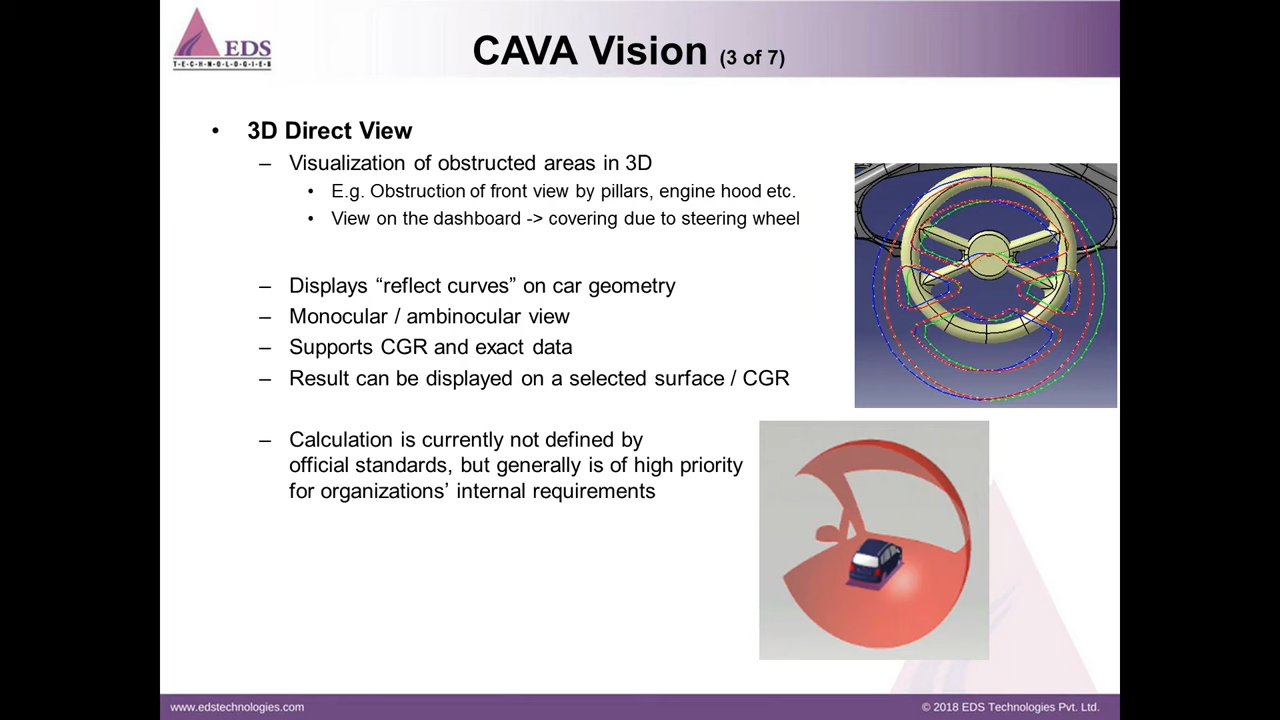 EDS
T·E·C·H·N·O·L·O·G·I·E·S
CAVA Vision (3 of 7)
• 3D Direct View
– Visualization of obstructed areas in 3D
• E.g. Obstruction of front view by pillars, engine hood etc.
• View on the dashboard -> covering due to steering wheel
– Displays “reflect curves” on car geometry
– Monocular / ambinocular view
– Supports CGR and exact data
– Result can be displayed on a selected surface / CGR
– Calculation is currently not defined by
official standards, but generally is of high priority
for organizations’ internal requirements
www.edstechnologies.com
© 2018 EDS Technologies Pvt. Ltd.